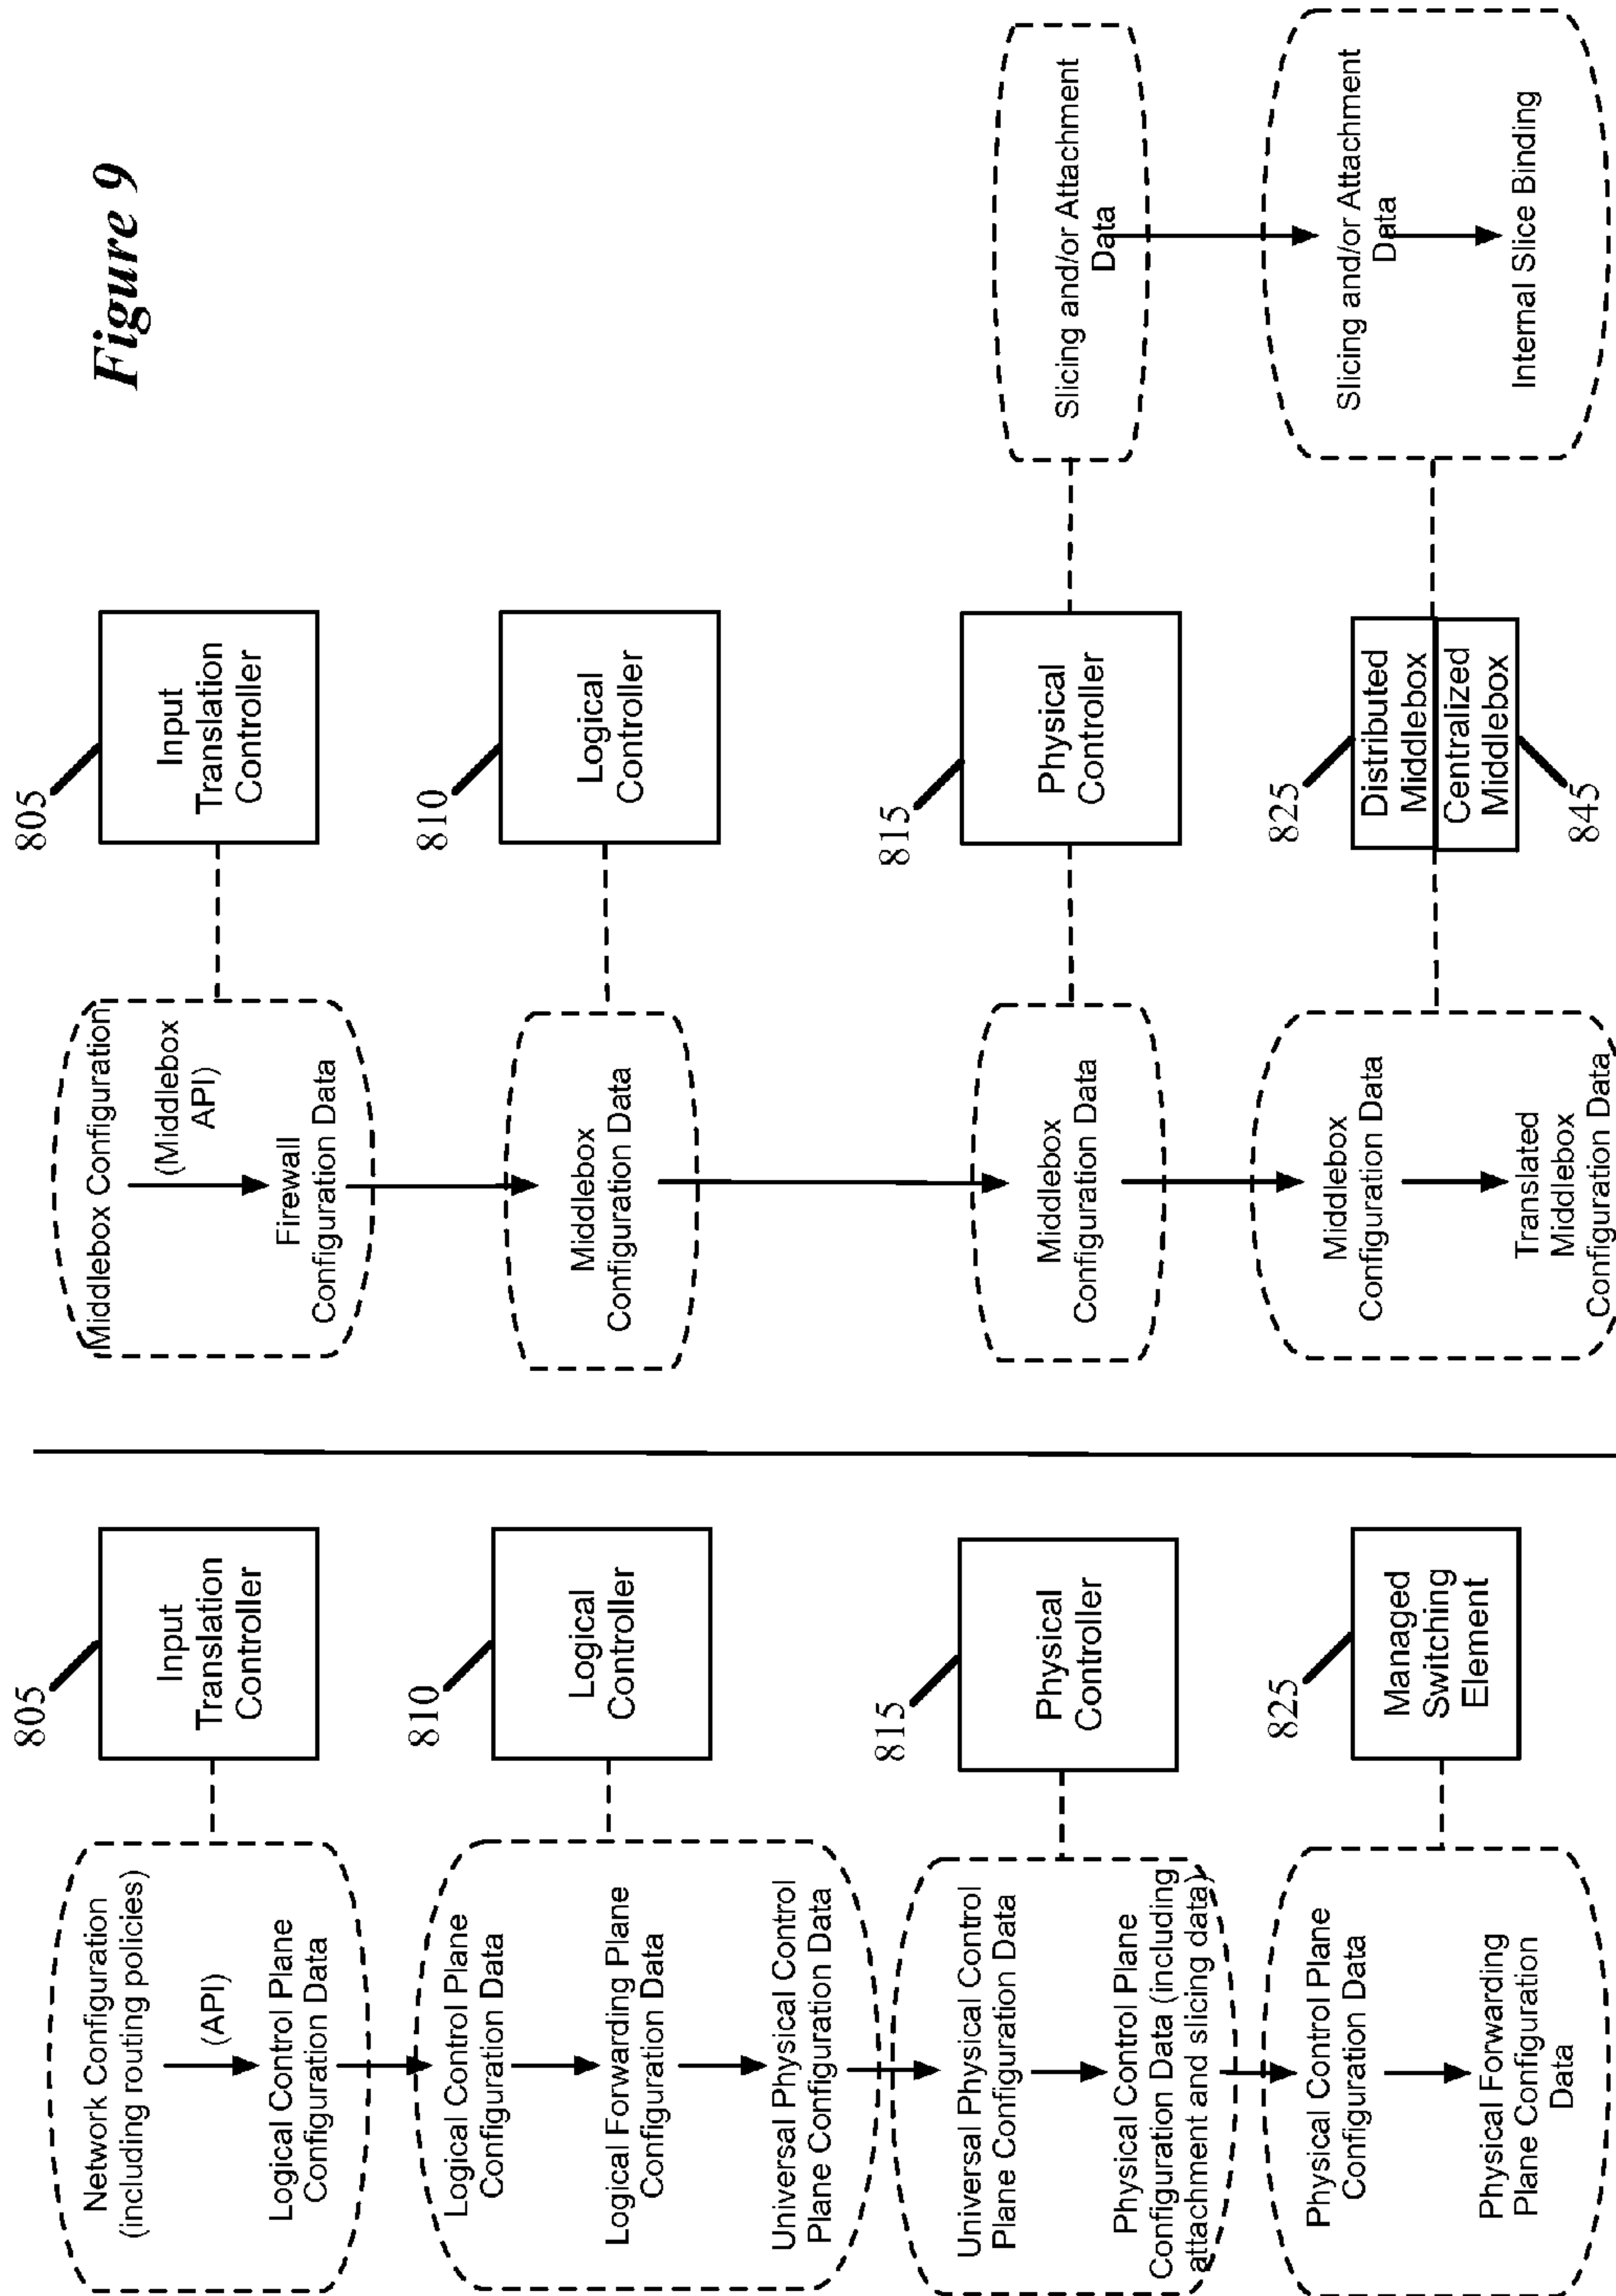 Figure 9
805
Input
Translation
Controller
Network Configuration
(including routing policies)
(API)
Logical Control Plane
Configuration Data
810
Logical
Controller
Logical Control Plane
Configuration Data
Logical Forwarding Plane
Configuration Data
Universal Physical Control
Plane Configuration Data
815
Physical
Controller
Universal Physical Control
Plane Configuration Data
Physical Control Plane
Configuration Data (including
attachment and slicing data)
825
Managed
Switching
Element
Physical Control Plane
Configuration Data
Physical Forwarding
Plane Configuration
Data
805
Input
Translation
Controller
Middlebox Configuration
(Middlebox
API)
Firewall
Configuration Data
810
Logical
Controller
Middlebox
Configuration Data
815
Physical
Controller
Middlebox
Configuration Data
Slicing and/or Attachment
Data
825
Distributed
Middlebox
Centralized
Middlebox
845
Middlebox
Configuration Data
Translated
Middlebox
Configuration Data
Slicing and/or Attachment
Data
Internal Slice Binding